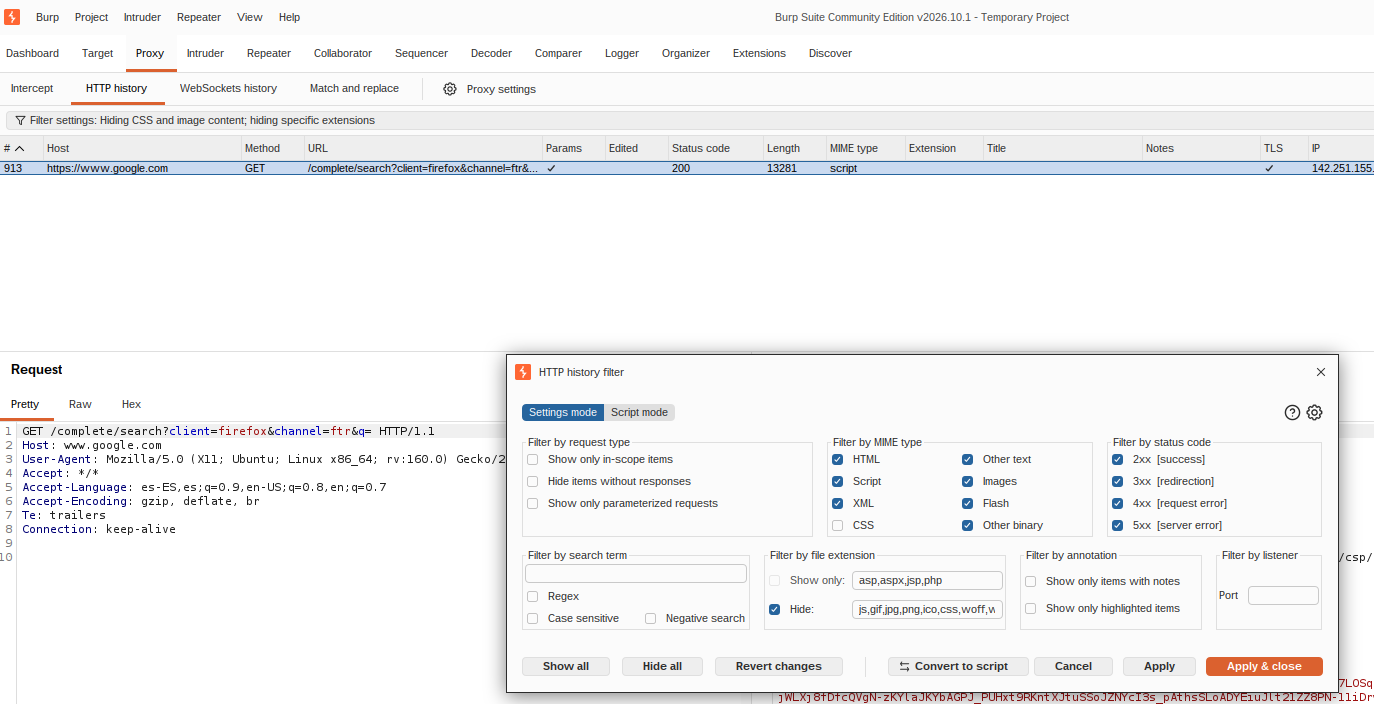 Burp Project Intruder Repeater View Help
Burp Suite Community Edition v2026.10.1 - Temporary Project
Dashboard Target Proxy Intruder Repeater Collaborator Sequencer Decoder Comparer Logger Organizer Extensions Discover
Intercept HTTP history WebSockets history Match and replace Proxy settings
Filter settings: Hiding CSS and image content; hiding specific extensions
# Host Method URL Params Edited Status code Length MIME type Extension Title Notes TLS IP
913 https://www.google.com GET /complete/search?client=firefox&channel=ftr&... ✓ 200 13281 script ✓ 142.251.155.
Request
Pretty Raw Hex
1 GET /complete/search?client=firefox&channel=ftr&q= HTTP/1.1
2 Host: www.google.com
3 User-Agent: Mozilla/5.0 (X11; Ubuntu; Linux x86_64; rv:160.0) Gecko/2
4 Accept: */*
5 Accept-Language: es-ES,es;q=0.9,en-US;q=0.8,en;q=0.7
6 Accept-Encoding: gzip, deflate, br
7 Te: trailers
8 Connection: keep-alive
9
10
HTTP history filter
Settings mode Script mode
Filter by request type
Show only in-scope items
Hide items without responses
Show only parameterized requests
Filter by MIME type
HTML Other text
Script Images
XML Flash
CSS Other binary
Filter by status code
2xx [success]
3xx [redirection]
4xx [request error]
5xx [server error]
Filter by search term
Regex
Case sensitive Negative search
Filter by file extension
Show only: asp,aspx,jsp,php
Hide: js,gif,jpg,png,ico,css,woff,w
Filter by annotation
Show only items with notes
Show only highlighted items
Filter by listener
Port
Show all Hide all Revert changes Convert to script Cancel Apply Apply & close
/csp/
7LOSq